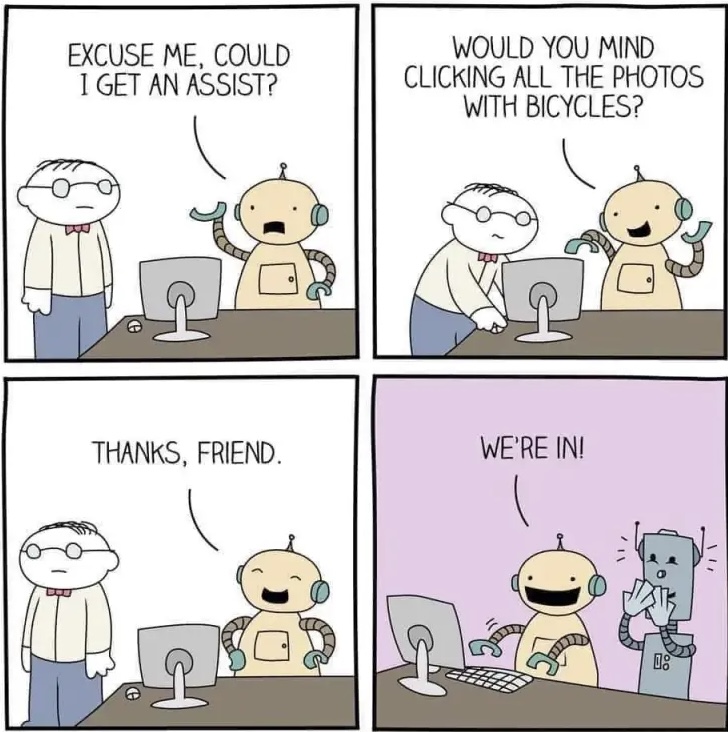 EXCUSE ME, COULD
I GET AN ASSIST?
WOULD YOU MIND
CLICKING ALL THE PHOTOS
WITH BICYCLES?
THANKS, FRIEND.
WE'RE IN!